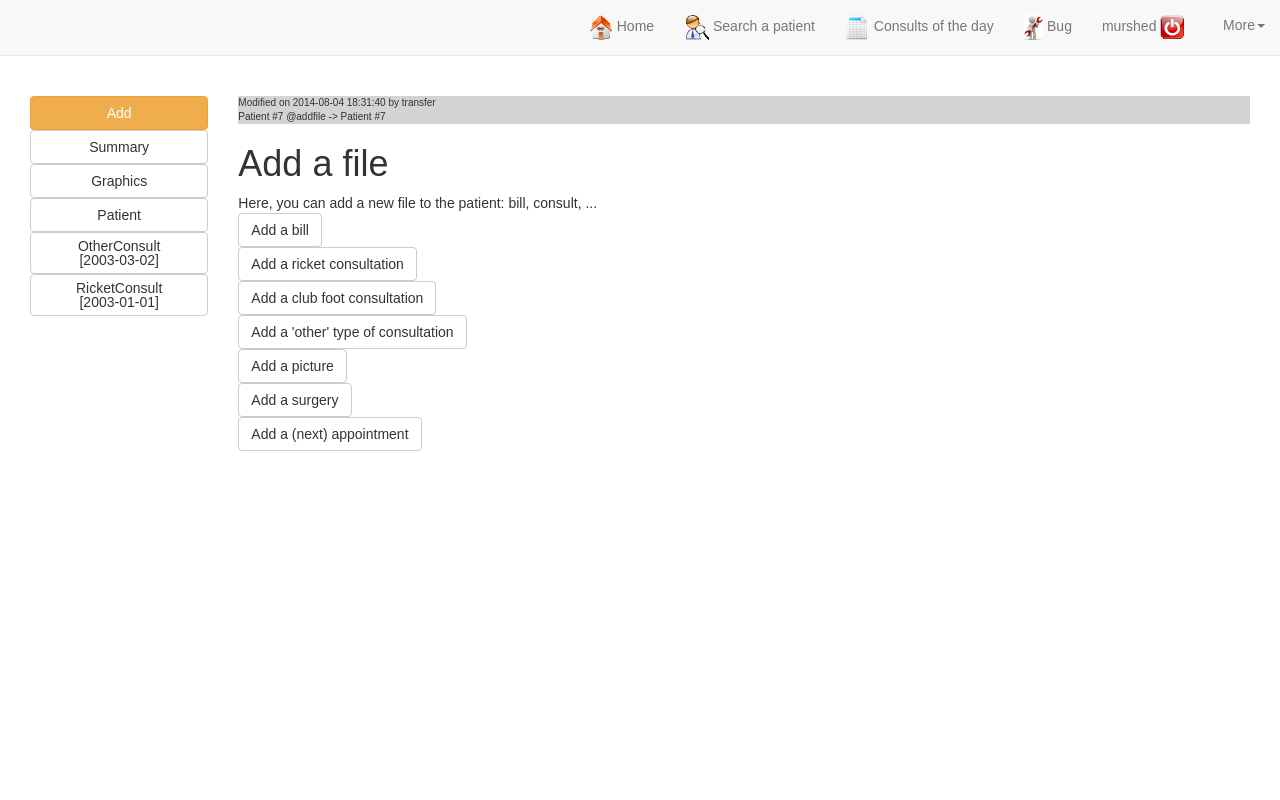 Home
Search a patient
Consults of the day
Bug
murshed
More
Add
Summary
Graphics
Patient
OtherConsult
[2003-03-02]
RicketConsult
[2003-01-01]
Modified on 2014-08-04 18:31:40 by transfer
Patient #7 @addfile -> Patient #7
Add a file
Here, you can add a new file to the patient: bill, consult, ...
Add a bill
Add a ricket consultation
Add a club foot consultation
Add a 'other' type of consultation
Add a picture
Add a surgery
Add a (next) appointment